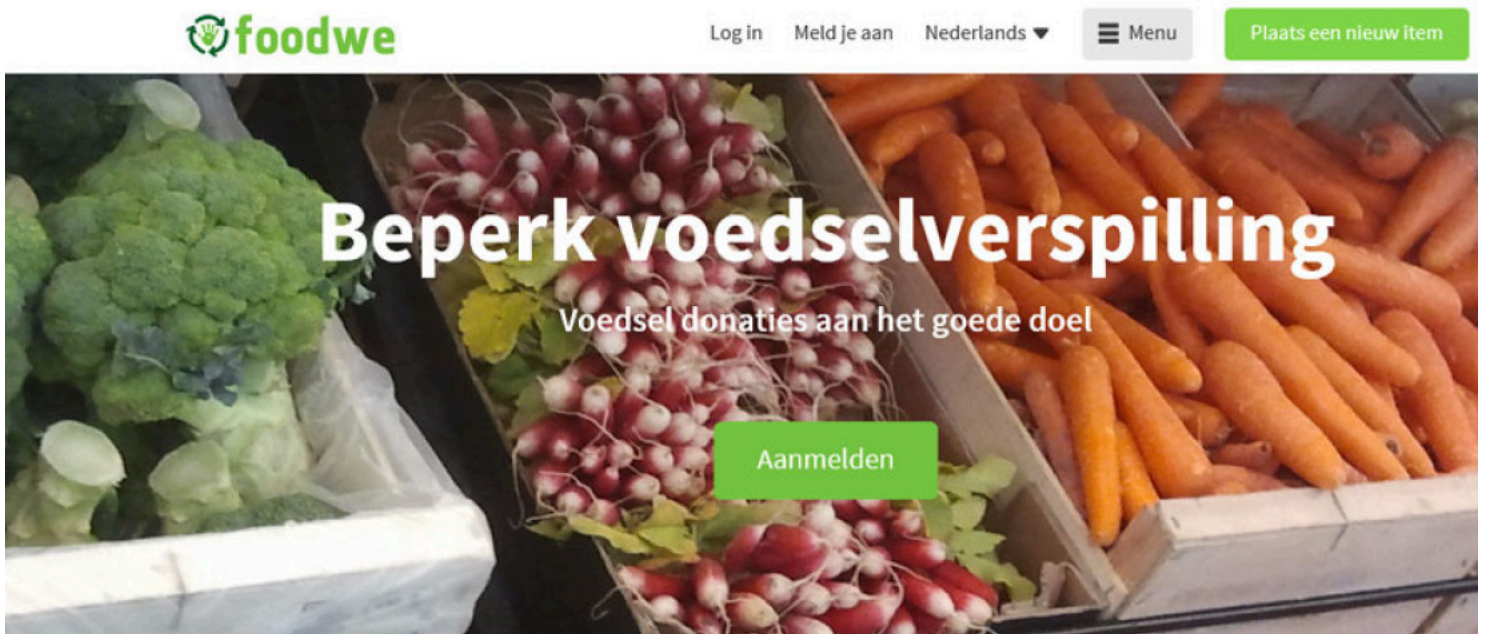 foodwe
Log in Meld je aan Nederlands Menu Plaats een nieuw item
Beperk voedselverspilling
Voedsel donaties aan het goede doel
Aanmelden